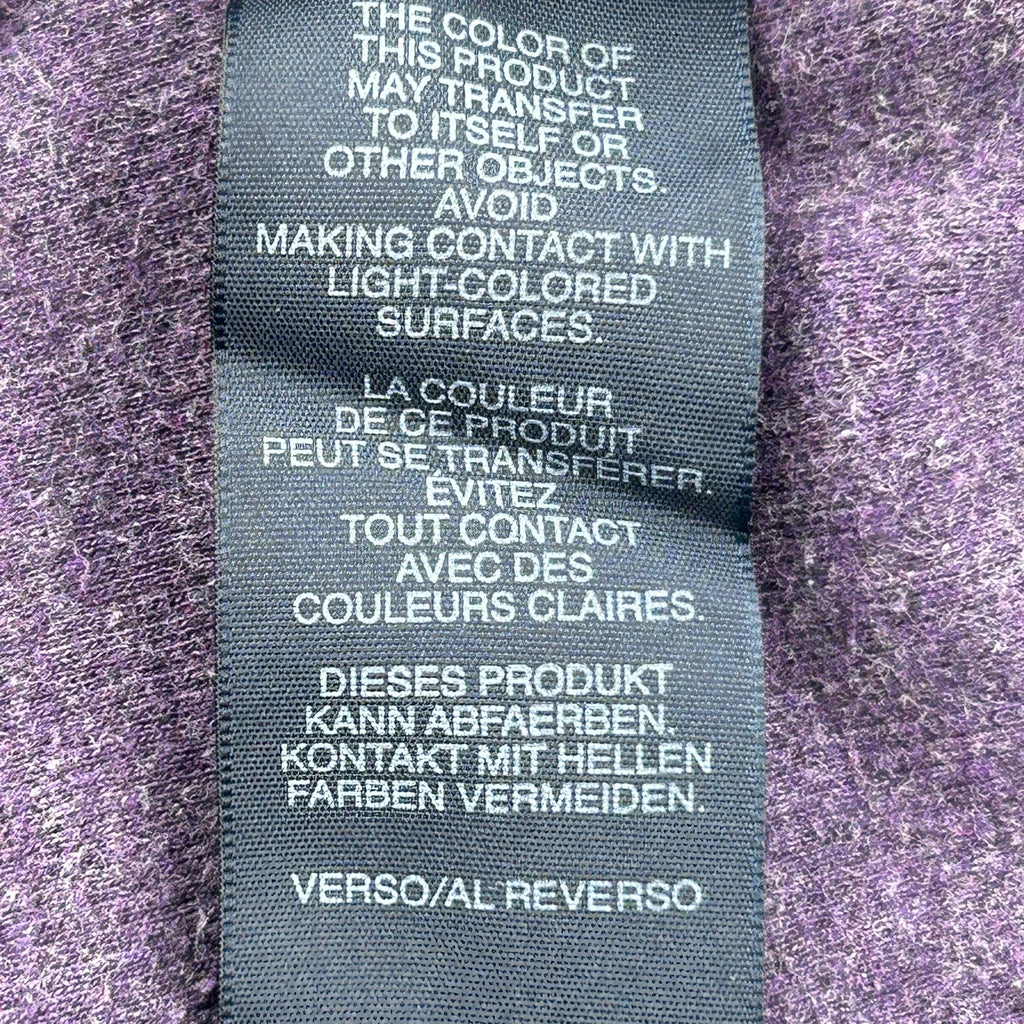 THE COLOR OF
THIS PRODUCT
MAY TRANSFER
TO ITSELF OR
OTHER OBJECTS.
AVOID
MAKING CONTACT WITH
LIGHT-COLORED
SURFACES.
LA COULEUR
DE CE PRODUIT
PEUT SE TRANSFERER.
EVITEZ
TOUT CONTACT
AVEC DES
COULEURS CLAIRES.
DIESES PRODUKT
KANN ABFAERBEN.
KONTAKT MIT HELLEN
FARBEN VERMEIDEN.
VERSO/AL REVERSO